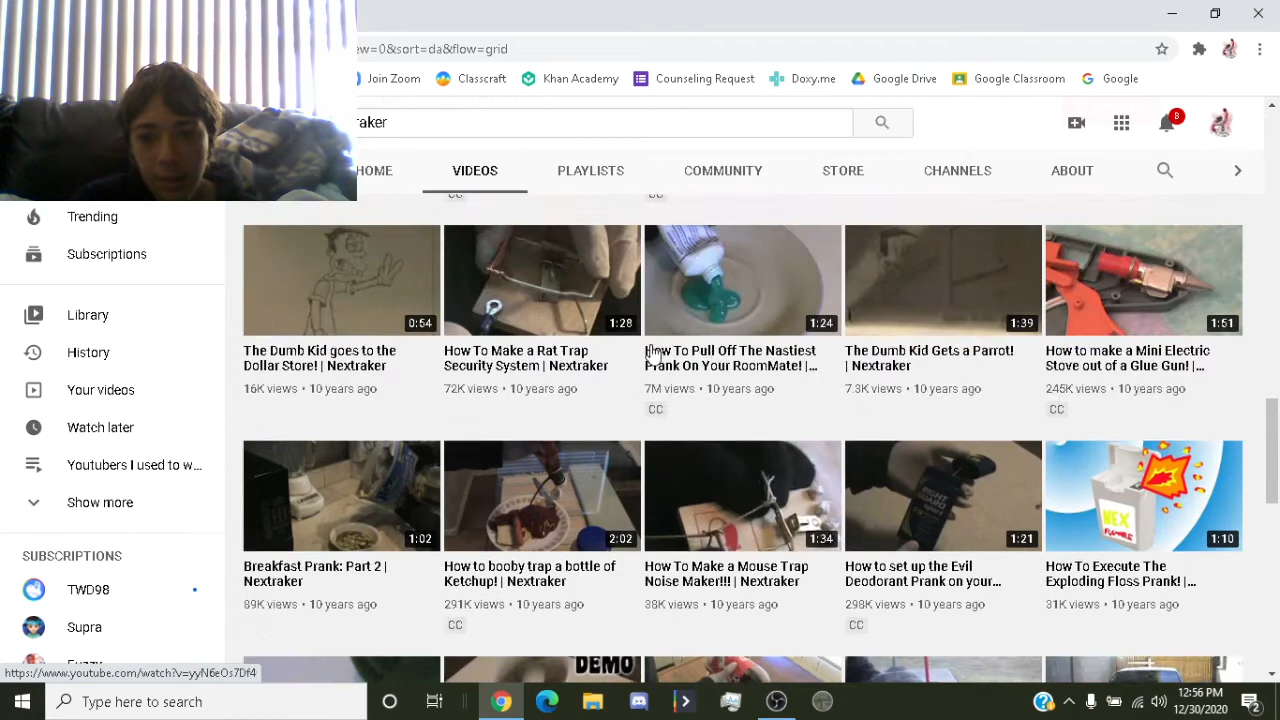 ew=0&sort=da&flow=grid
Join Zoom
Classcraft
Khan Academy
Counseling Request
Doxy.me
Google Drive
Google Classroom
Google
raker
8
HOME
VIDEOS
PLAYLISTS
COMMUNITY
STORE
CHANNELS
ABOUT
Trending
Subscriptions
Library
History
Your videos
Watch later
Youtubers I used to w...
Show more
SUBSCRIPTIONS
TWD98
Supra
CC
CC
0:54
1:28
1:24
1:39
1:51
The Dumb Kid goes to the
Dollar Store! | Nextraker
16K views • 10 years ago
How To Make a Rat Trap
Security System | Nextraker
72K views • 10 years ago
How To Pull Off The Nastiest
Prank On Your RoomMate! |...
7M views • 10 years ago
CC
The Dumb Kid Gets a Parrot!
| Nextraker
7.3K views • 10 years ago
How to make a Mini Electric
Stove out of a Glue Gun! |...
245K views • 10 years ago
CC
1:02
2:02
1:34
RIGHT
GUARD
1:21
NEX
1:10
Breakfast Prank: Part 2 |
Nextraker
89K views • 10 years ago
How to booby trap a bottle of
Ketchup! | Nextraker
291K views • 10 years ago
CC
How To Make a Mouse Trap
Noise Maker!!! | Nextraker
38K views • 10 years ago
How to set up the Evil
Deodorant Prank on your...
298K views • 10 years ago
CC
How To Execute The
Exploding Floss Prank! |...
31K views • 10 years ago
DEMO
https://www.youtube.com/watch?v=yyNf6eOs7Df4
Type here to search
12:56 PM
12/30/2020
2